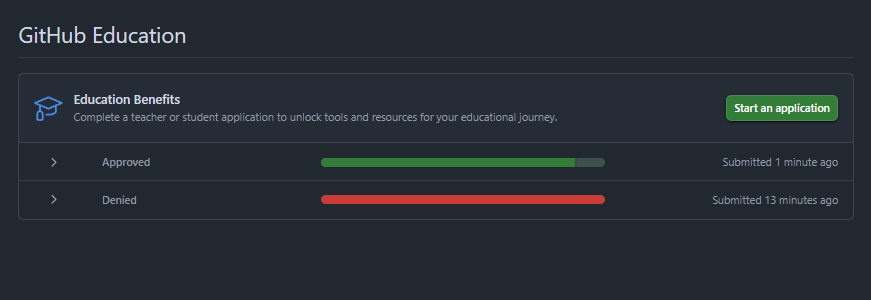 GitHub Education
Education Benefits
Complete a teacher or student application to unlock tools and resources for your educational journey.
Start an application
Approved
Submitted 1 minute ago
Denied
Submitted 13 minutes ago